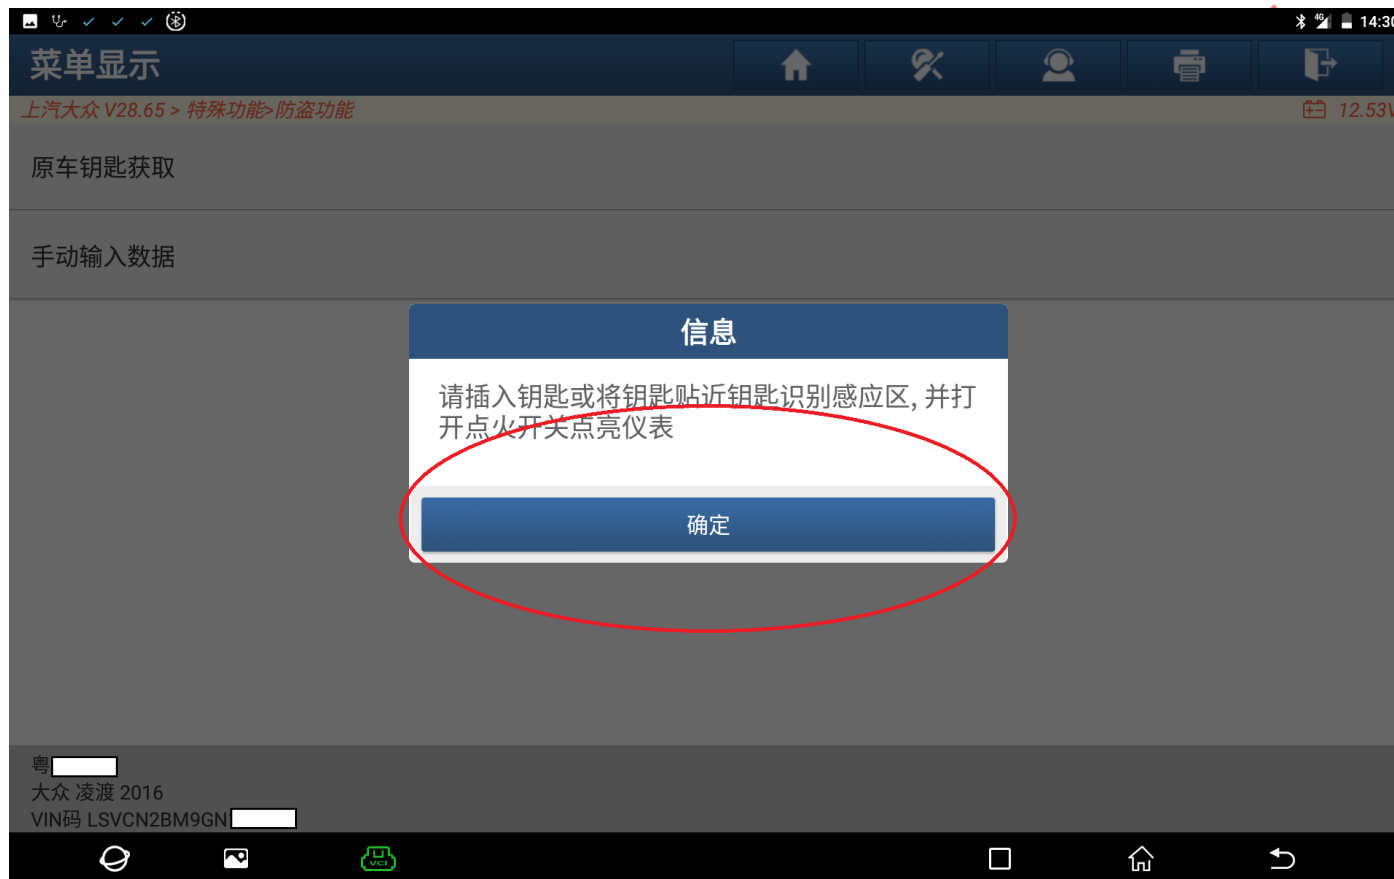 4G 14:30
菜单显示
上汽大众 V28.65 > 特殊功能>防盗功能 12.53V
原车钥匙获取
手动输入数据
信息
请插入钥匙或将钥匙贴近钥匙识别感应区, 并打
开点火开关点亮仪表
确定
粤
大众 凌渡 2016
VIN码 LSVCN2BM9GN
VCI